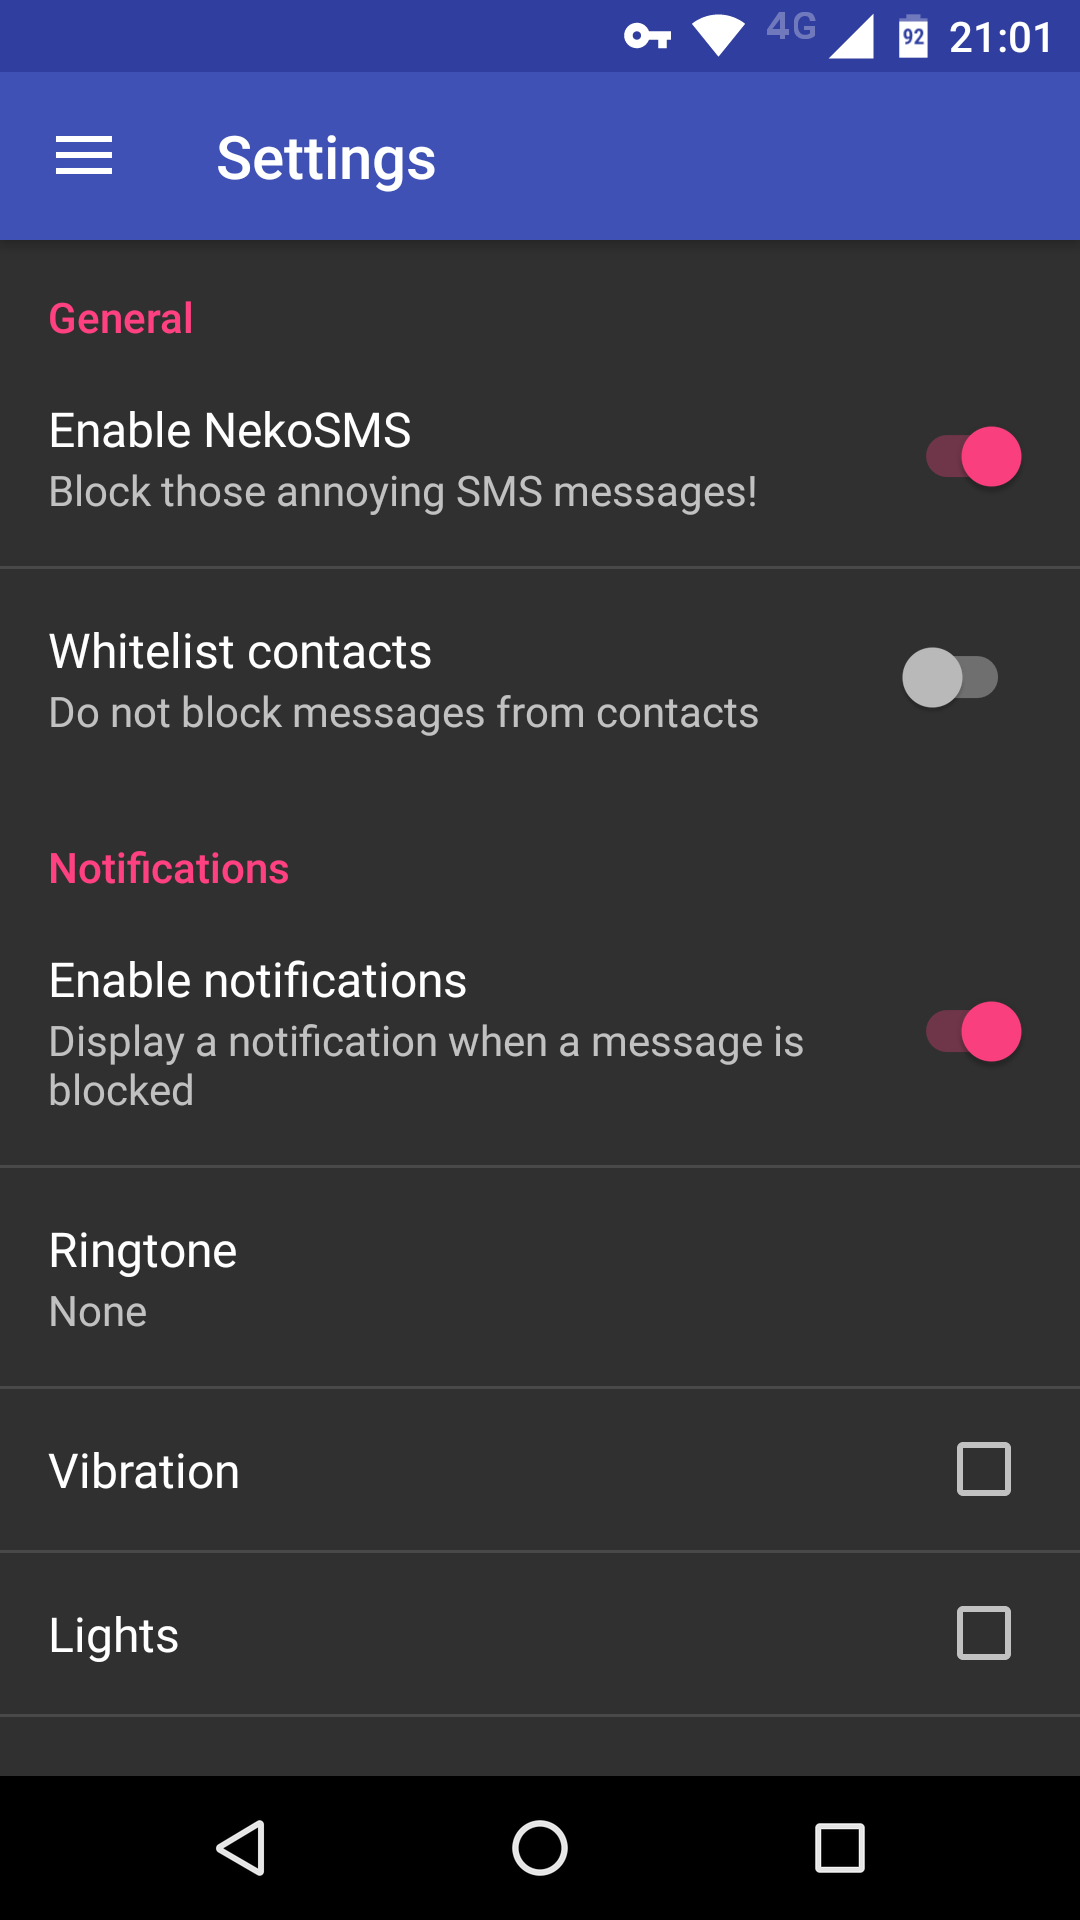 4G 92 21:01
Settings
General
Enable NekoSMS
Block those annoying SMS messages!
Whitelist contacts
Do not block messages from contacts
Notifications
Enable notifications
Display a notification when a message is
blocked
Ringtone
None
Vibration
Lights